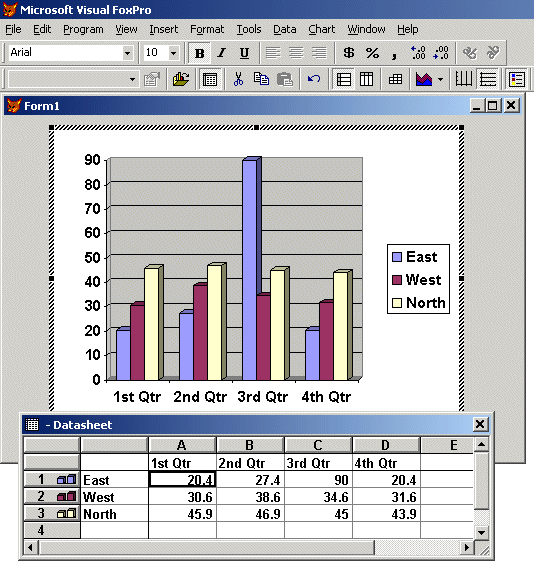 Microsoft Visual FoxPro
File Edit Program View Insert Format Tools Data Chart Window Help
Arial 10 B I U $ % , +.0 .00 .00 +.0
Form1
90
80
70
60
50
40
30
20
10
0
1st Qtr 2nd Qtr 3rd Qtr 4th Qtr
East
West
North
- Datasheet
A B C D E
1st Qtr 2nd Qtr 3rd Qtr 4th Qtr
1 East 20.4 27.4 90 20.4
2 West 30.6 38.6 34.6 31.6
3 North 45.9 46.9 45 43.9
4